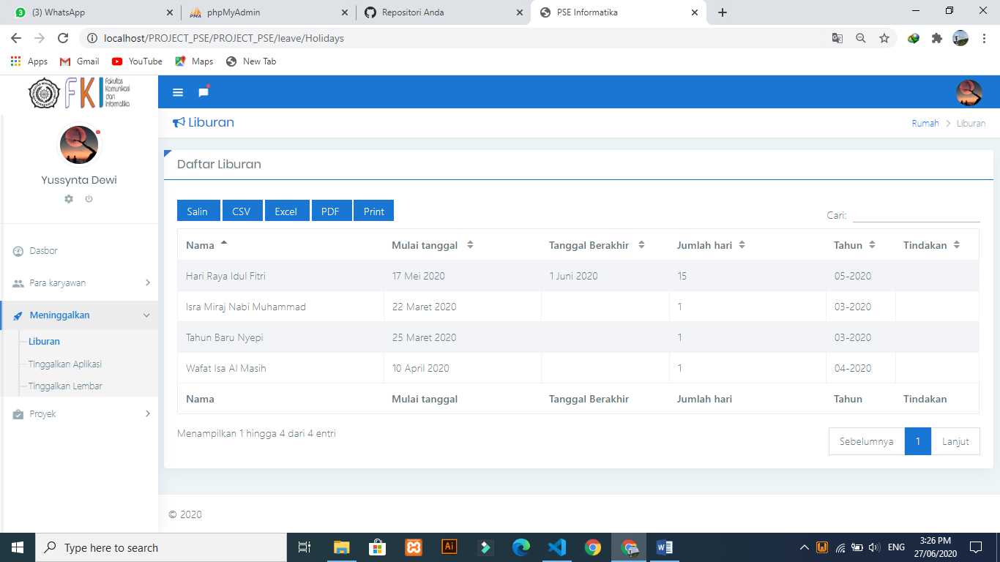 (3) WhatsApp
phpMyAdmin
Repositori Anda
PSE Informatika
localhost/PROJECT_PSE/PROJECT_PSE/leave/Holidays
Apps
Gmail
YouTube
Maps
New Tab
FKI
Fakultas
Komunikasi
dan
Informatika
Liburan
Rumah > Liburan
Yussynta Dewi
Dasbor
Para karyawan
Meninggalkan
Liburan
Tinggalkan Aplikasi
Tinggalkan Lembar
Proyek
Daftar Liburan
Salin CSV Excel PDF Print
Cari:
Nama Mulai tanggal Tanggal Berakhir Jumlah hari Tahun Tindakan
Hari Raya Idul Fitri 17 Mei 2020 1 Juni 2020 15 05-2020
Isra Miraj Nabi Muhammad 22 Maret 2020 1 03-2020
Tahun Baru Nyepi 25 Maret 2020 1 03-2020
Wafat Isa Al Masih 10 April 2020 1 04-2020
Nama Mulai tanggal Tanggal Berakhir Jumlah hari Tahun Tindakan
Menampilkan 1 hingga 4 dari 4 entri
Sebelumnya 1 Lanjut
© 2020
Type here to search
ENG
3:26 PM
27/06/2020